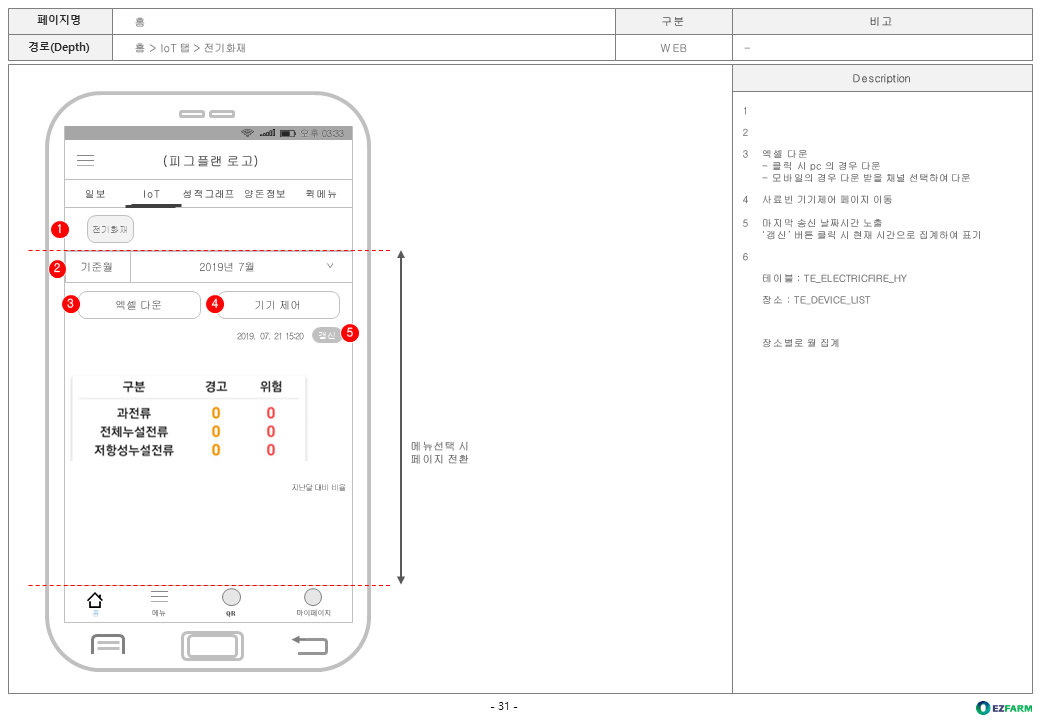 페이지명 홈 구분 비고
경로(Depth) 홈 > IoT 탭 > 전기화재 WEB -
Description
오후 03:33
(피그플랜 로고)
일보 IoT 성적그래프 양돈정보 퀵메뉴
1 전기화재
2 기준월 2019년 7월
3 엑셀 다운 4 기기 제어
2019. 07. 21 15:20 갱신 5
구분 경고 위험
과전류 0 0
전체누설전류 0 0
저항성누설전류 0 0
지난달 대비 비율
메뉴선택 시
페이지 전환
홈 메뉴 QR 마이페이지
1
2
3 엑셀 다운
- 클릭 시 pc 의 경우 다운
- 모바일의 경우 다운 받을 채널 선택하여 다운
4 사료빈 기기제어 페이지 이동
5 마지막 송신 날짜시간 노출
‘갱신’ 버튼 클릭 시 현재 시간으로 집계하여 표기
6
테이블 : TE_ELECTRICFIRE_HY
장소 : TE_DEVICE_LIST
장소별로 월 집계
- 31 -
EZFARM